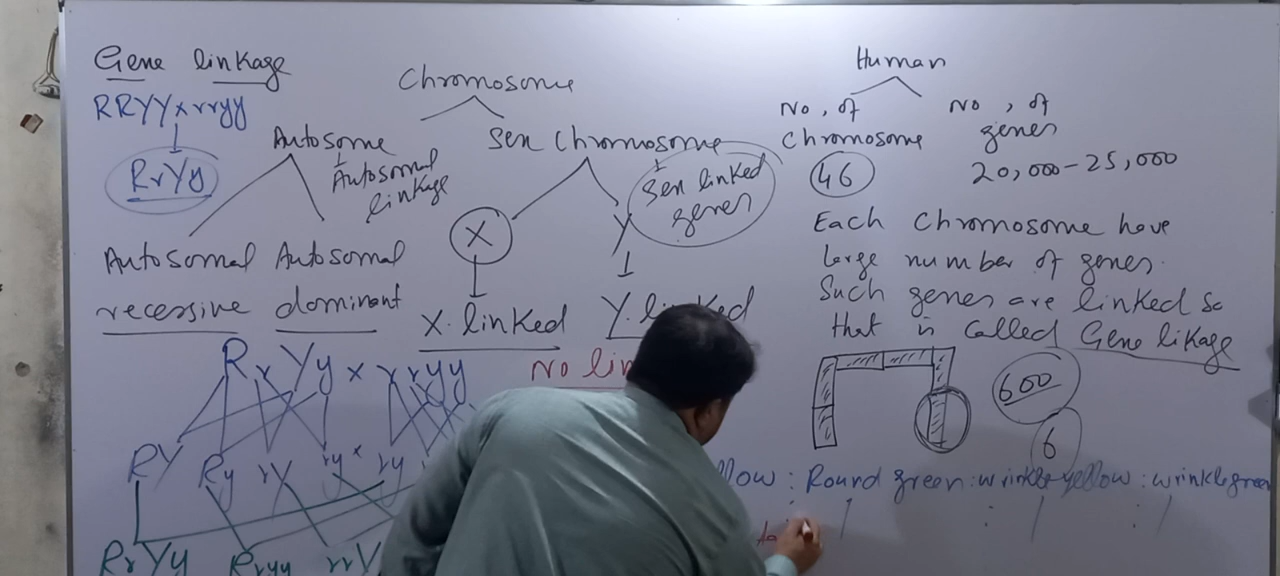 Gene linkage
RRYY x rryy
RrYy
Chromosome
Autosome
Autosomal
linkage
Sex Chromosome
Sex linked
genes
X
Y
Autosomal Autosomal
recessive dominant
X. linked
Y. linked
Human
No, of
Chromosome
46
No, of
genes
20,000-25,000
Each Chromosome have
large number of genes.
Such genes are linked so
that is called Gene likage
600
6
RrYy x rryy
No
RY Ry rY ry x ry
RrYy Rryy
: Round green : wrinkle yellow : wrinkle green
: :